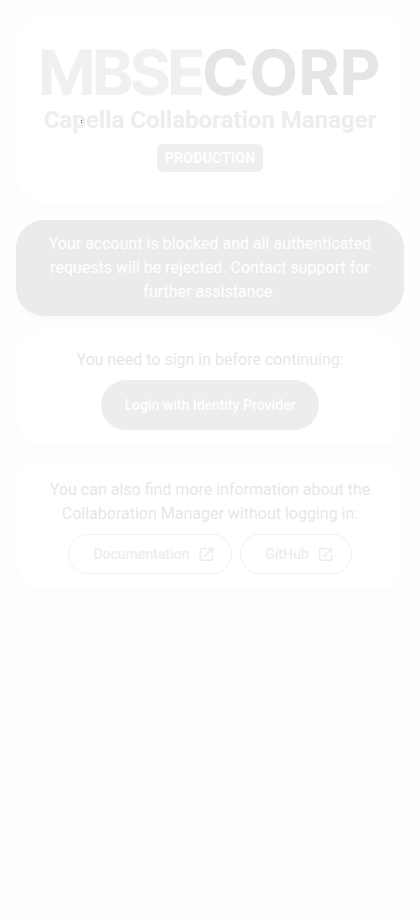 MBSECORP
Capella Collaboration Manager
PRODUCTION
Your account is blocked and all authenticated
requests will be rejected. Contact support for
further assistance.
You need to sign in before continuing:
Login with Identity Provider
You can also find more information about the
Collaboration Manager without logging in:
Documentation
GitHub